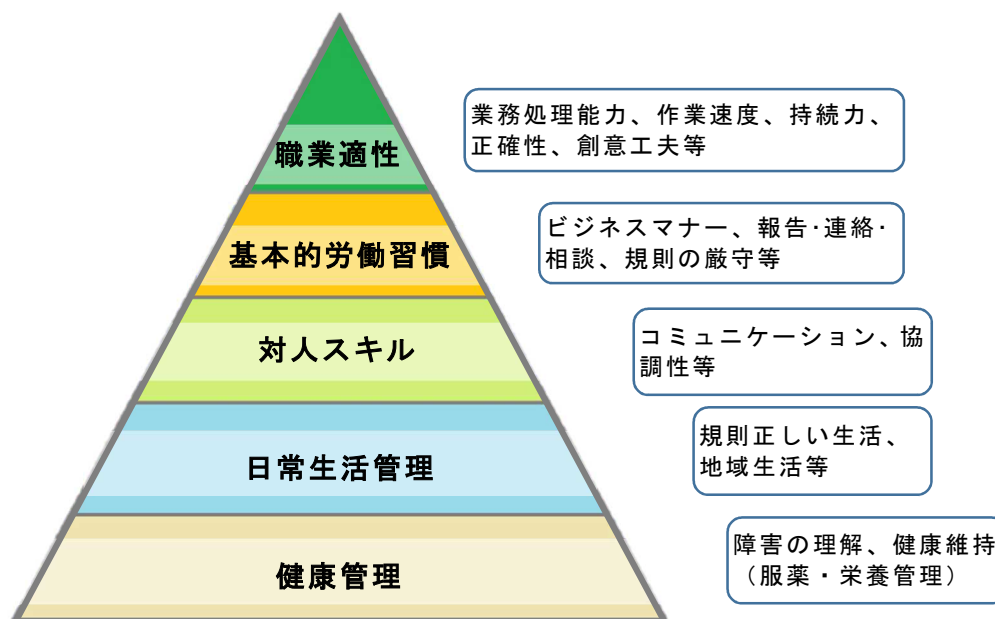 職業適性
業務処理能力、作業速度、持続力、
正確性、創意工夫等
基本的労働習慣
ビジネスマナー、報告･連絡･
相談、規則の厳守等
対人スキル
コミュニケーション、協
調性等
日常生活管理
規則正しい生活、
地域生活等
健康管理
障害の理解、健康維持
（服薬・栄養管理）